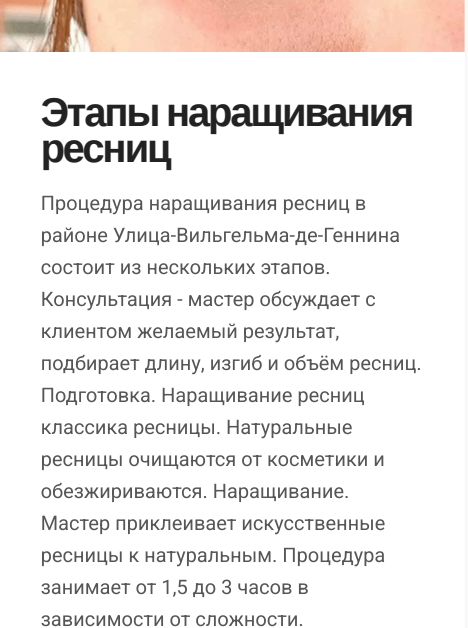 Этапы наращивания
ресниц
Процедура наращивания ресниц в
районе Улица-Вильгельма-де-Геннина
состоит из нескольких этапов.
Консультация - мастер обсуждает с
клиентом желаемый результат,
подбирает длину, изгиб и объём ресниц.
Подготовка. Наращивание ресниц
классика ресницы. Натуральные
ресницы очищаются от косметики и
обезжириваются. Наращивание.
Мастер приклеивает искусственные
ресницы к натуральным. Процедура
занимает от 1,5 до 3 часов в
зависимости от сложности.